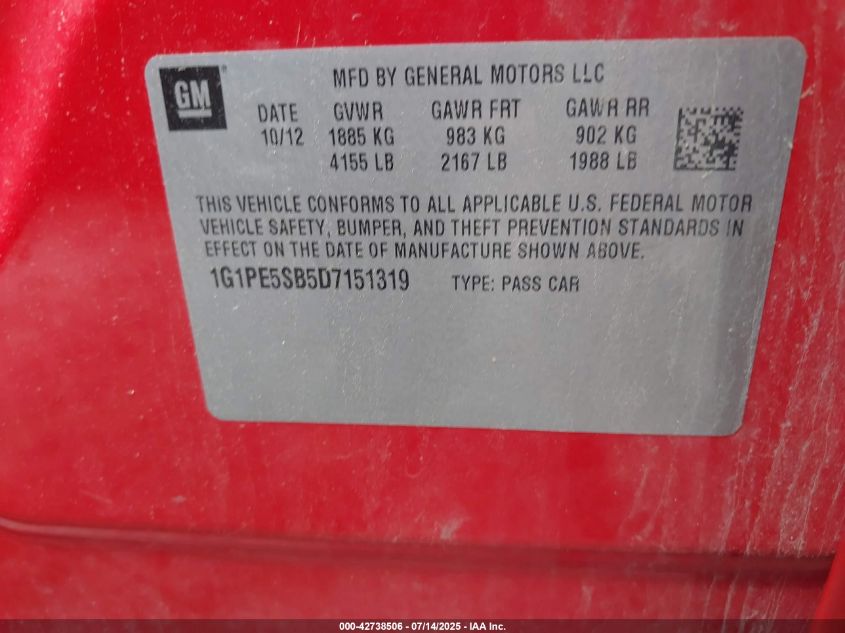 GM
MFD BY GENERAL MOTORS LLC
DATE GVWR GAWR FRT GAWR RR
10/12 1885 KG 983 KG 902 KG
4155 LB 2167 LB 1988 LB
THIS VEHICLE CONFORMS TO ALL APPLICABLE U.S. FEDERAL MOTOR
VEHICLE SAFETY, BUMPER, AND THEFT PREVENTION STANDARDS IN
EFFECT ON THE DATE OF MANUFACTURE SHOWN ABOVE.
1G1PE5SB5D7151319 TYPE: PASS CAR
000-42738506 - 07/14/2025 - IAA Inc.